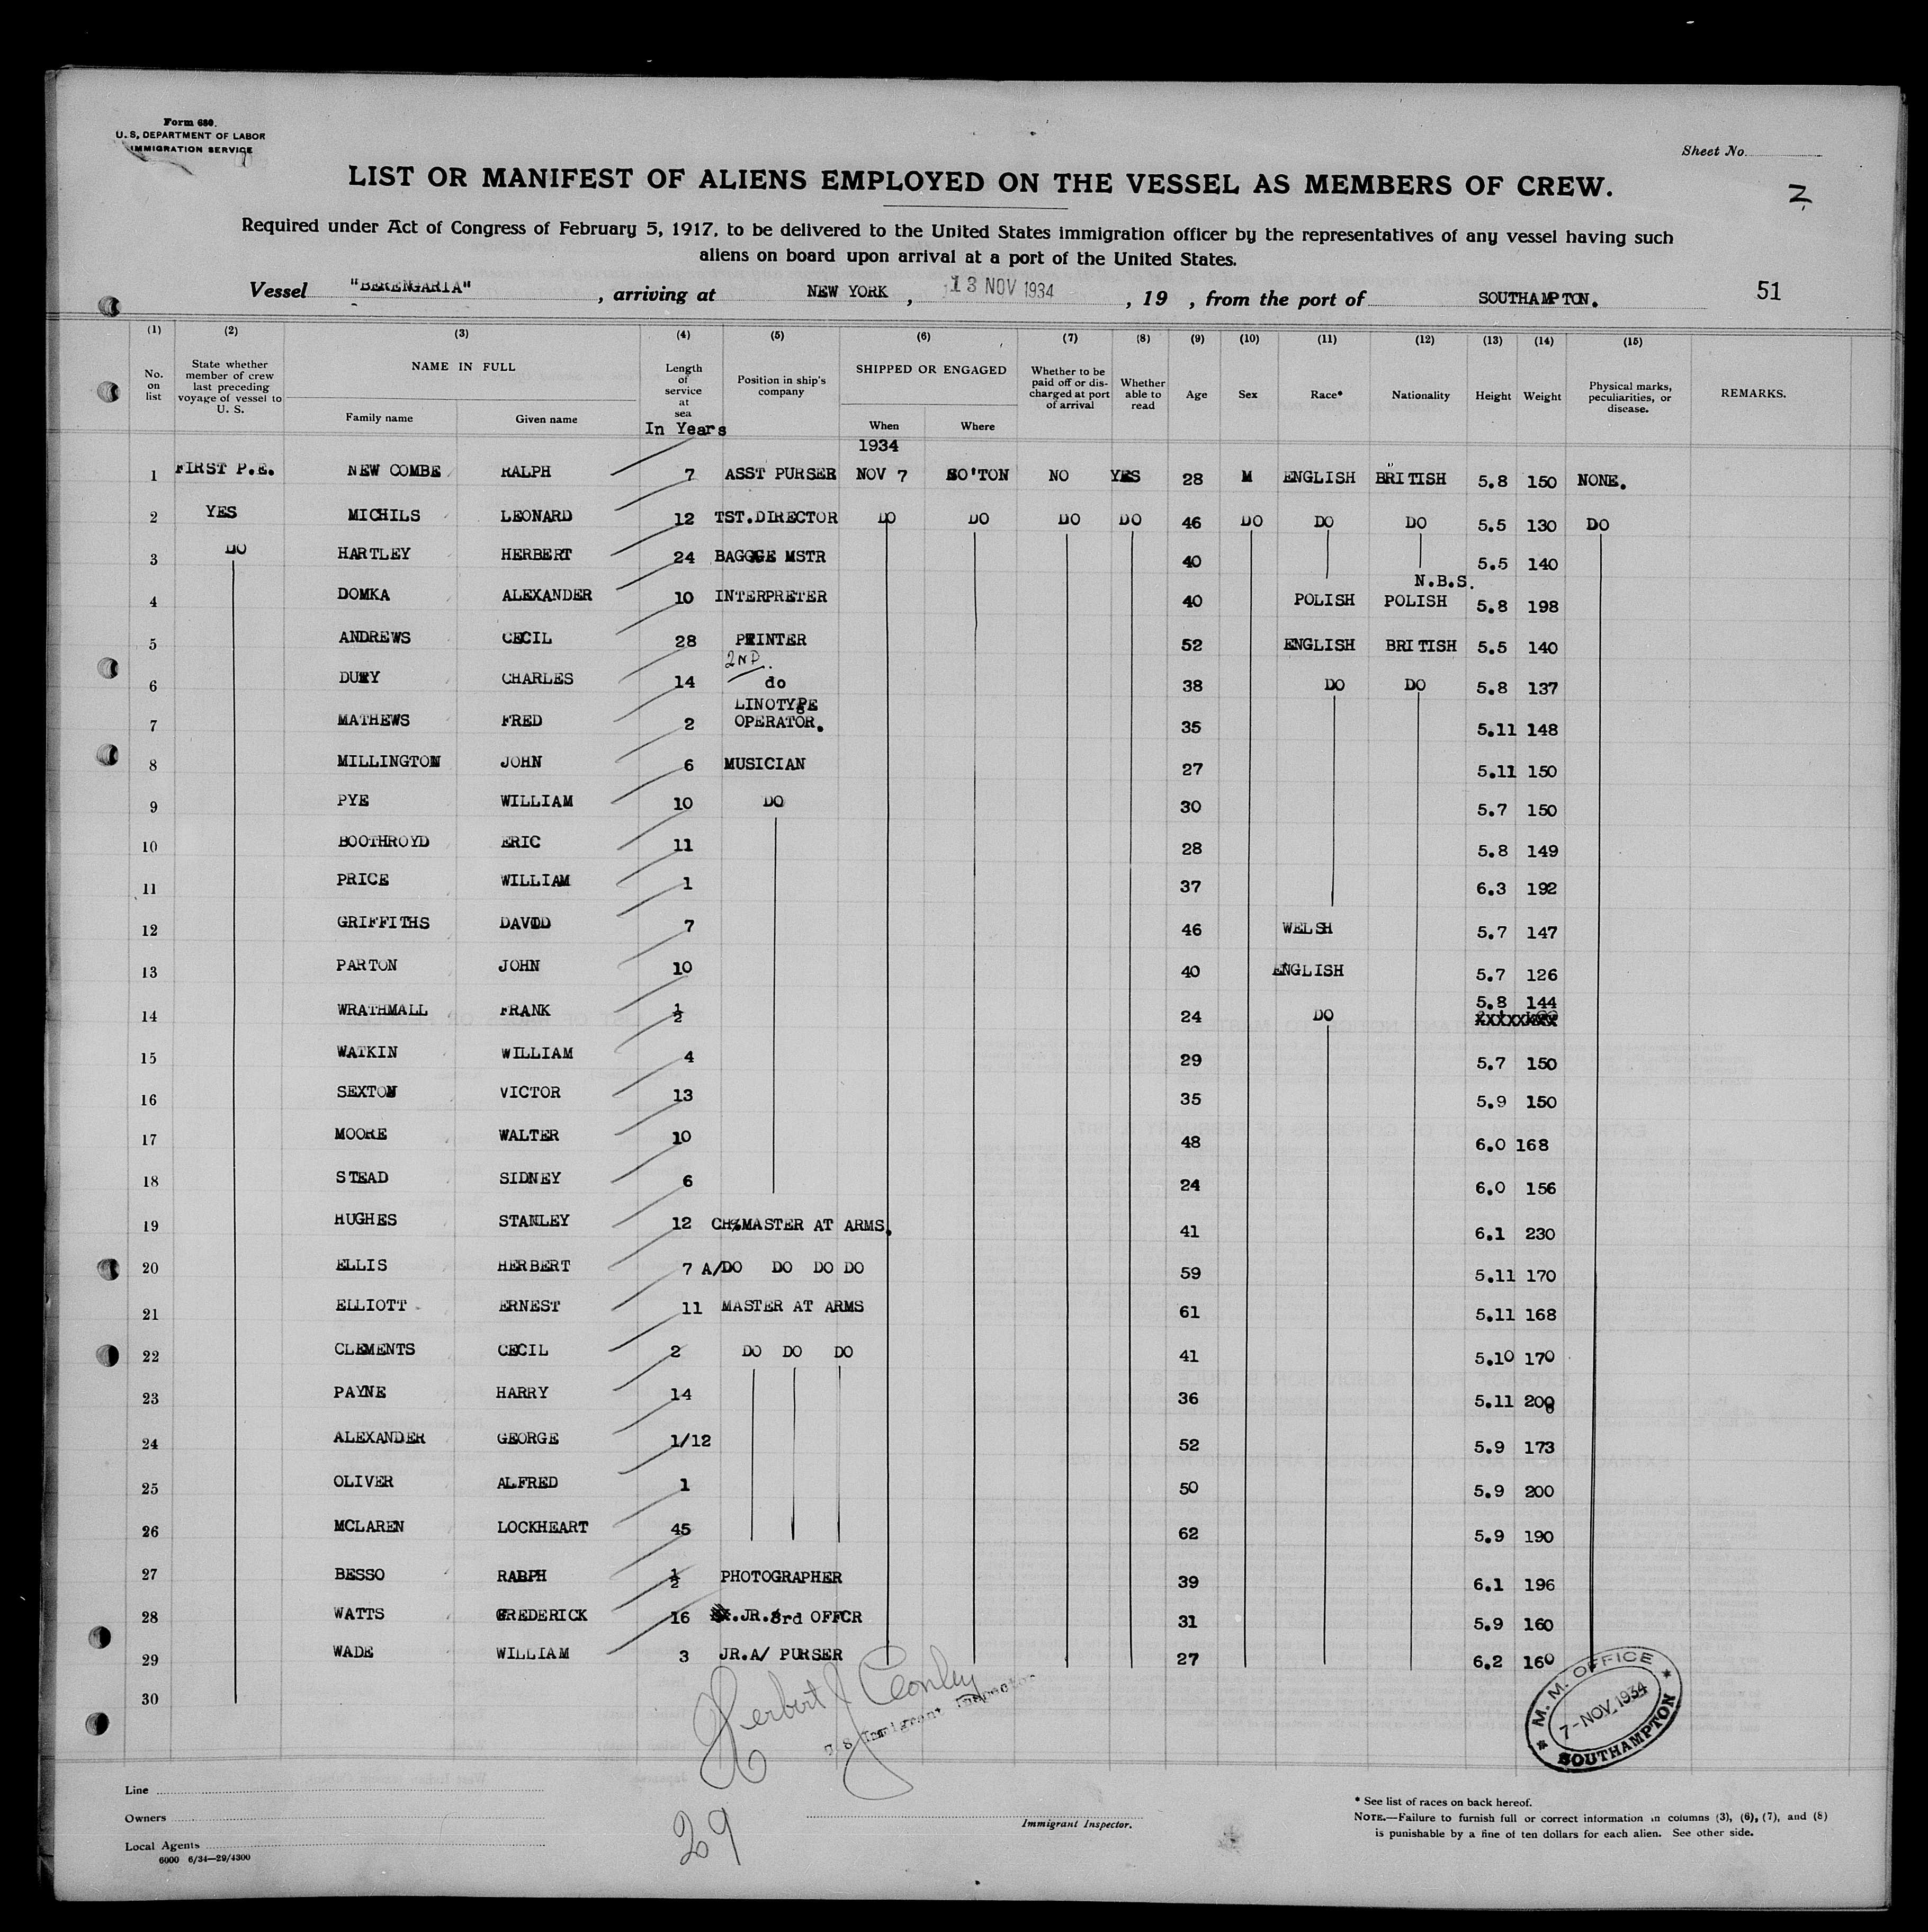 Form 680.
U. S. DEPARTMENT OF LABOR
IMMIGRATION SERVICE
Sheet No.
LIST OR MANIFEST OF ALIENS EMPLOYED ON THE VESSEL AS MEMBERS OF CREW.
2
Required under Act of Congress of February 5, 1917, to be delivered to the United States immigration officer by the representatives of any vessel having such
aliens on board upon arrival at a port of the United States.
Vessel "BERENGARIA", arriving at NEW YORK, 13 NOV 1934, 19 , from the port of SOUTHAMPTON. 51
(1) (2) (3) (4) (5) (6) (7) (8) (9) (10) (11) (12) (13) (14) (15)
No. on list State whether member of crew last preceding voyage of vessel to U. S. NAME IN FULL Family name Given name Length of service at sea In Years Position in ship's company SHIPPED OR ENGAGED When Where Whether to be paid off or discharged at port of arrival Whether able to read Age Sex Race* Nationality Height Weight Physical marks, peculiarities, or disease. REMARKS.
1934
1 FIRST P.E. NEWCOMBE RALPH 7 ASST PURSER NOV 7 SO'TON NO YES 28 M ENGLISH BRITISH 5.8 150 NONE.
2 YES MICHILS LEONARD 12 TST.DIRECTOR DO DO DO DO 46 DO DO DO 5.5 130 DO
3 DO HARTLEY HERBERT 24 BAGGGE MSTR 40 5.5 140
N.B.S.
4 DOMKA ALEXANDER 10 INTERPRETER 40 POLISH POLISH 5.8 198
5 ANDREWS CECIL 28 PRINTER 52 ENGLISH BRITISH 5.5 140
2ND.
6 CHARLES 14 do 38 DO DO 5.8 137
LINOTYPE
7 MATHEWS FRED 2 OPERATOR. 35 5.11 148
8 MILLINGTON JOHN 6 MUSICIAN 27 5.11 150
9 PYE WILLIAM 10 DO 30 5.7 150
10 BOOTHROYD ERIC 11 28 5.8 149
11 PRICE WILLIAM 1 37 6.3 192
12 GRIFFITHS DAVID 7 46 WELSH 5.7 147
13 PARTON JOHN 10 40 ENGLISH 5.7 126
14 WRATHMALL FRANK ½ 24 DO 5.8 144
15 WATKIN WILLIAM 4 29 5.7 150
16 SEXTON VICTOR 13 35 5.9 150
17 MOORE WALTER 10 48 6.0 168
18 STEAD SIDNEY 6 24 6.0 156
19 HUGHES STANLEY 12 CH.MASTER AT ARMS. 41 6.1 230
20 ELLIS HERBERT 7 A/DO DO DO DO 59 5.11 170
21 ELLIOTT ERNEST 11 MASTER AT ARMS 61 5.11 168
22 CLEMENTS CECIL 2 DO DO DO 41 5.10 170
23 PAYNE HARRY 14 36 5.11 200
24 ALEXANDER GEORGE 1/12 52 5.9 173
25 OLIVER ALFRED 1 50 5.9 200
26 MCLAREN LOCKHEART 45 62 5.9 190
27 BESSO RALPH ½ PHOTOGRAPHER 39 6.1 196
28 WATTS FREDERICK 16 .JR.3rd OFFCR 31 5.9 160
29 WADE WILLIAM 3 JR.A/ PURSER 27 6.2 160
30
Herbert J Conley
U S Immigrant Inspector
M. M. OFFICE
7-NOV.1934
SOUTHAMPTON
Line
Owners
Local Agents
6000 6/34—29/4300
29
Immigrant Inspector.
* See list of races on back hereof.
NOTE.—Failure to furnish full or correct information in columns (3), (6), (7), and (8)
is punishable by a fine of ten dollars for each alien. See other side.